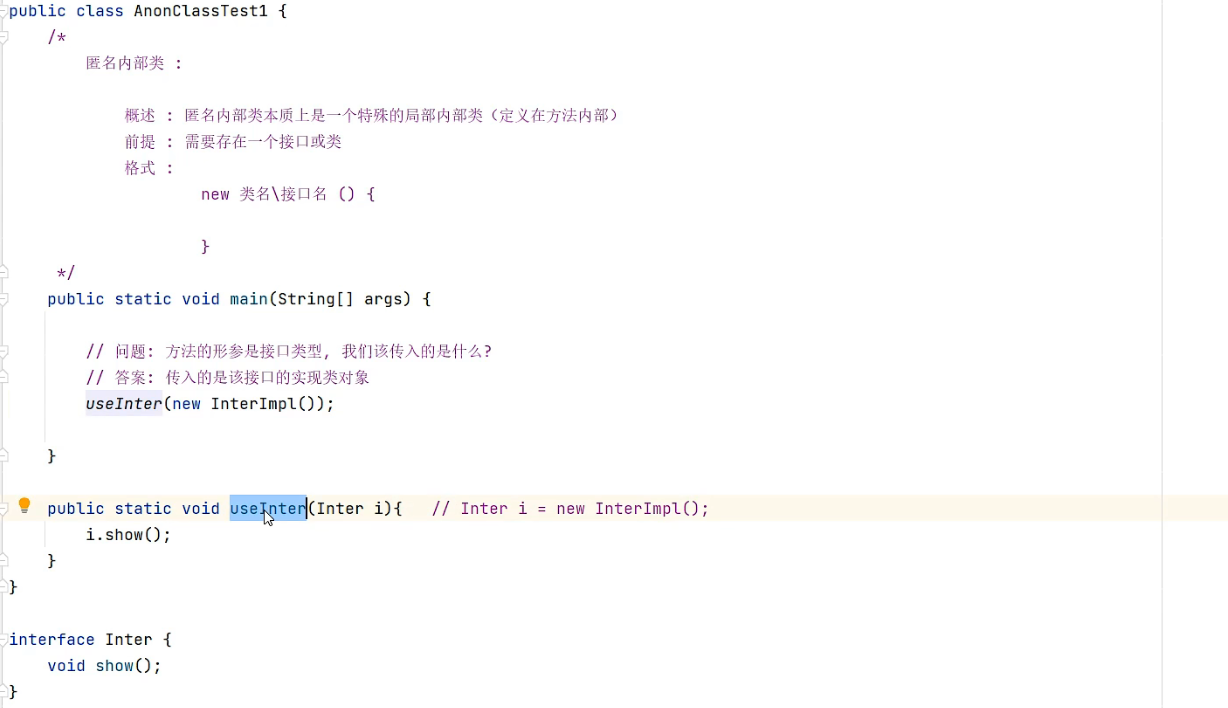 public class AnonClassTest1 {
/*
匿名内部类 :
概述 : 匿名内部类本质上是一个特殊的局部内部类（定义在方法内部）
前提 : 需要存在一个接口或类
格式 :
new 类名\接口名 () {
}
*/
public static void main(String[] args) {
// 问题: 方法的形参是接口类型, 我们该传入的是什么?
// 答案: 传入的是该接口的实现类对象
useInter(new InterImpl());
}
public static void useInter(Inter i){ // Inter i = new InterImpl();
i.show();
}
}
interface Inter {
void show();
}